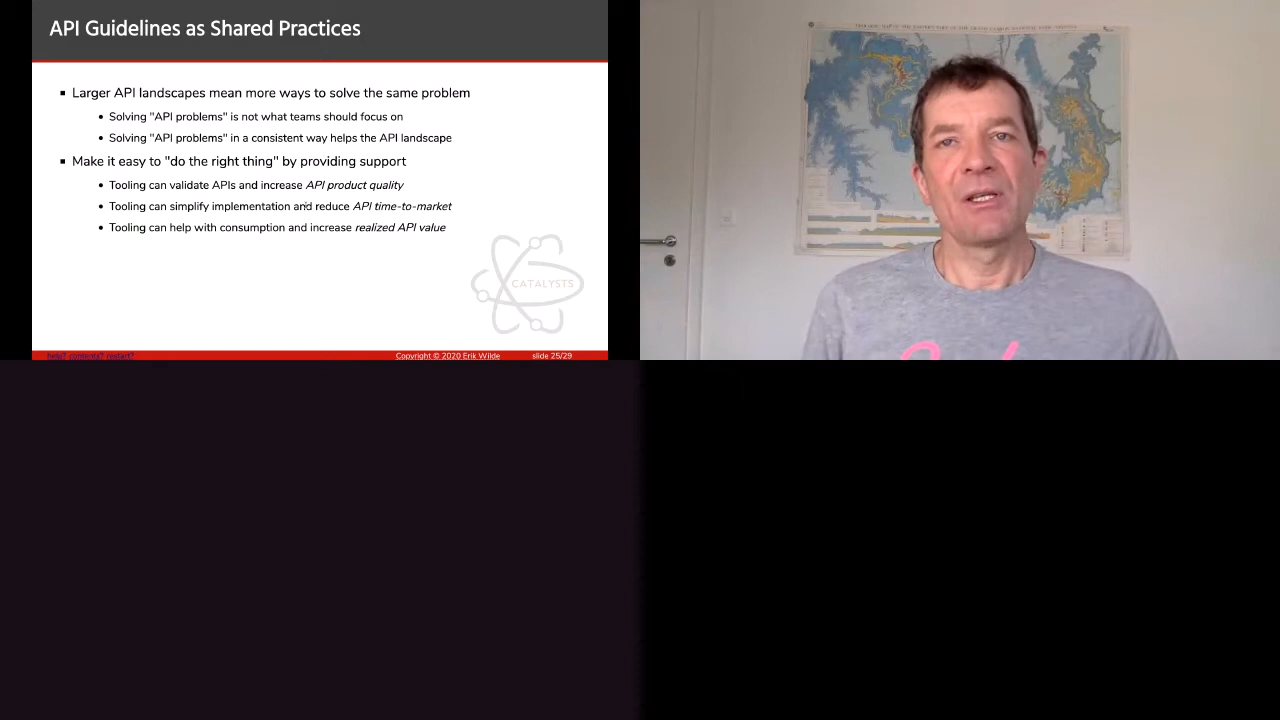 API Guidelines as Shared Practices
Larger API landscapes mean more ways to solve the same problem
Solving "API problems" is not what teams should focus on
Solving "API problems" in a consistent way helps the API landscape
Make it easy to "do the right thing" by providing support
Tooling can validate APIs and increase API product quality
Tooling can simplify implementation and reduce API time-to-market
Tooling can help with consumption and increase realized API value
CATALYSTS
help? contents? restart?
Copyright © 2020 Erik Wilde
slide 25/29